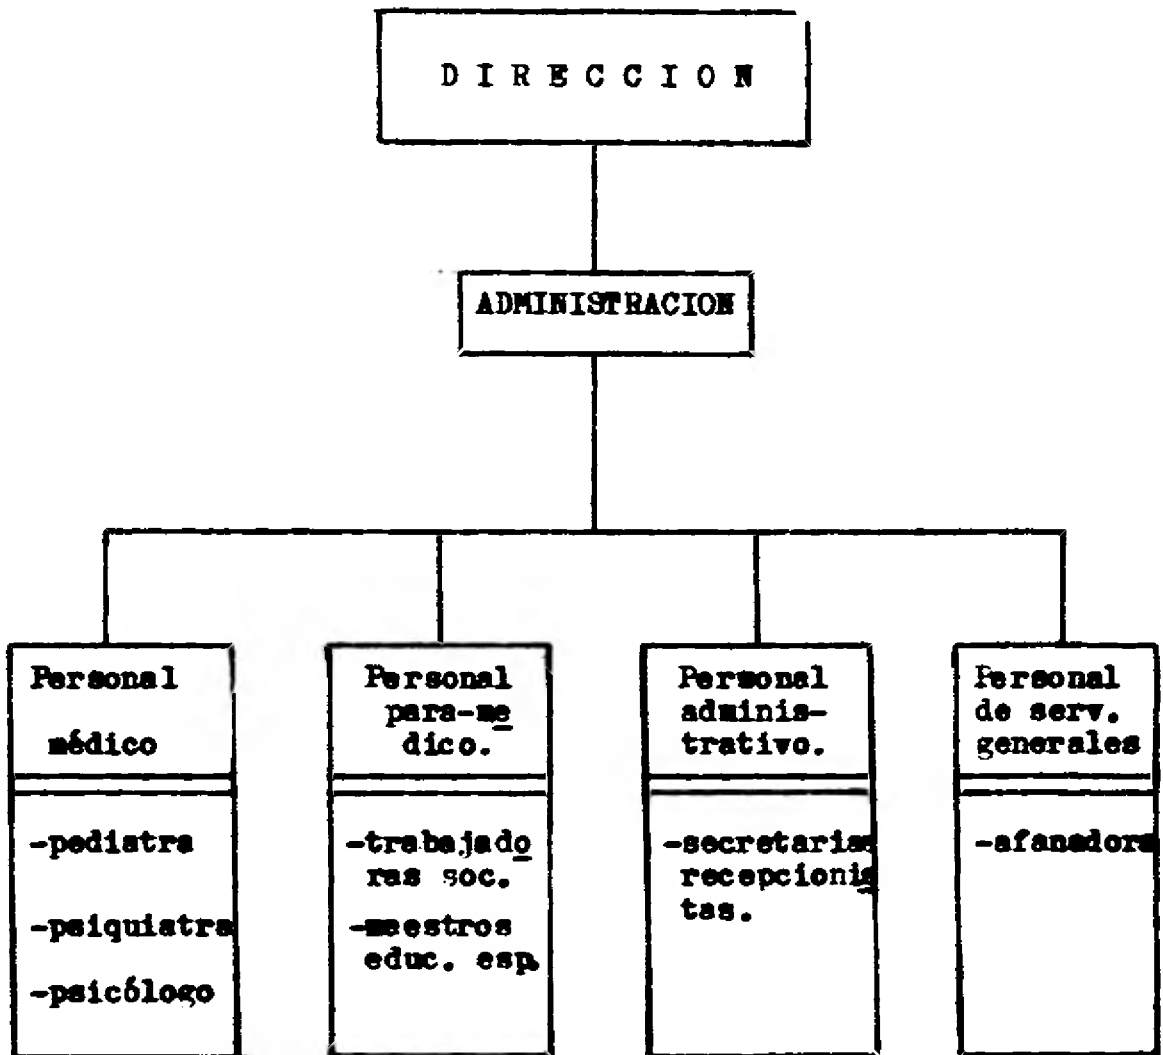 D I R E C C I O N
ADMINISTRACION
Personal
médico
-pediatra
-psiquiatra
-psicólogo
Personal
para-me
dico.
-trabajado
ras soc.
-maestros
educ. esp.
Personal
adminis-
trativo.
-secretarias
recepcionis
tas.
Personal
de serv.
generales
-afanadora